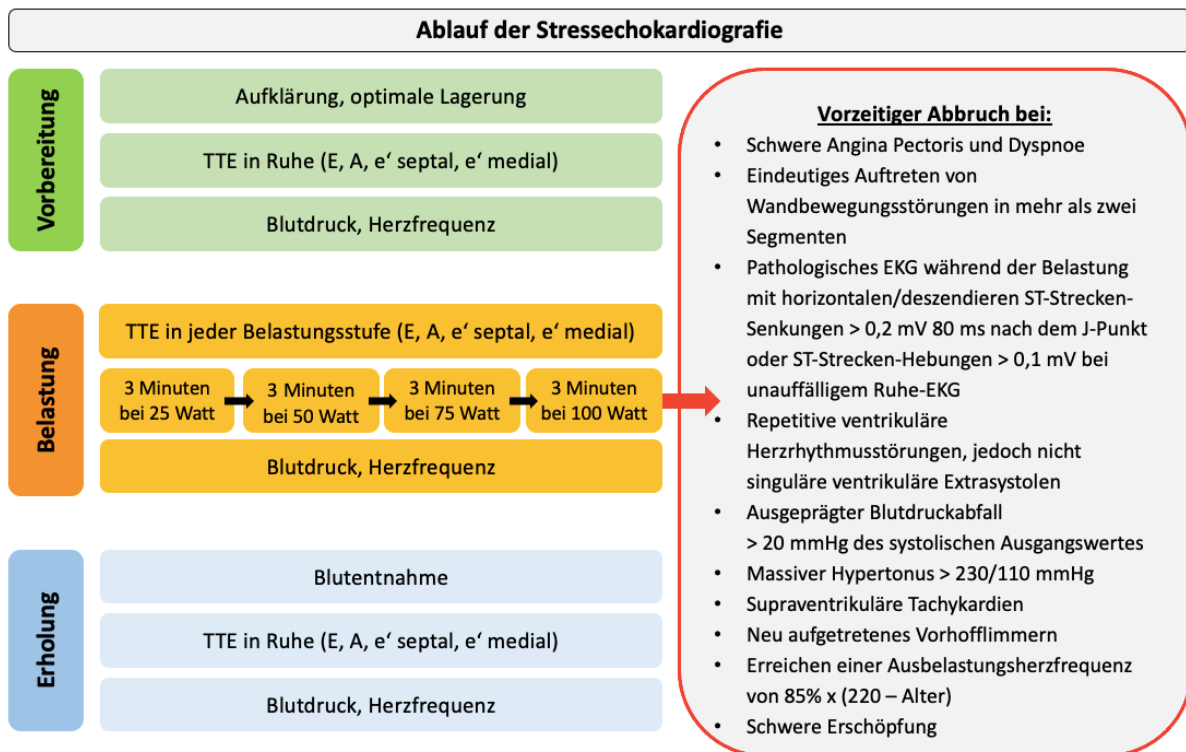 Ablauf der Stressechokardiografie
Vorbereitung
Aufklärung, optimale Lagerung
TTE in Ruhe (E, A, e‘ septal, e‘ medial)
Blutdruck, Herzfrequenz
Belastung
TTE in jeder Belastungsstufe (E, A, e‘ septal, e‘ medial)
3 Minuten
bei 25 Watt
3 Minuten
bei 50 Watt
3 Minuten
bei 75 Watt
3 Minuten
bei 100 Watt
Blutdruck, Herzfrequenz
Erholung
Blutentnahme
TTE in Ruhe (E, A, e‘ septal, e‘ medial)
Blutdruck, Herzfrequenz
Vorzeitiger Abbruch bei:
• Schwere Angina Pectoris und Dyspnoe
• Eindeutiges Auftreten von
Wandbewegungsstörungen in mehr als zwei
Segmenten
• Pathologisches EKG während der Belastung
mit horizontalen/deszendieren ST-Strecken-
Senkungen > 0,2 mV 80 ms nach dem J-Punkt
oder ST-Strecken-Hebungen > 0,1 mV bei
unauffälligem Ruhe-EKG
• Repetitive ventrikuläre
Herzrhythmusstörungen, jedoch nicht
singuläre ventrikuläre Extrasystolen
• Ausgeprägter Blutdruckabfall
> 20 mmHg des systolischen Ausgangswertes
• Massiver Hypertonus > 230/110 mmHg
• Supraventrikuläre Tachykardien
• Neu aufgetretenes Vorhofflimmern
• Erreichen einer Ausbelastungsherzfrequenz
von 85% x (220 – Alter)
• Schwere Erschöpfung